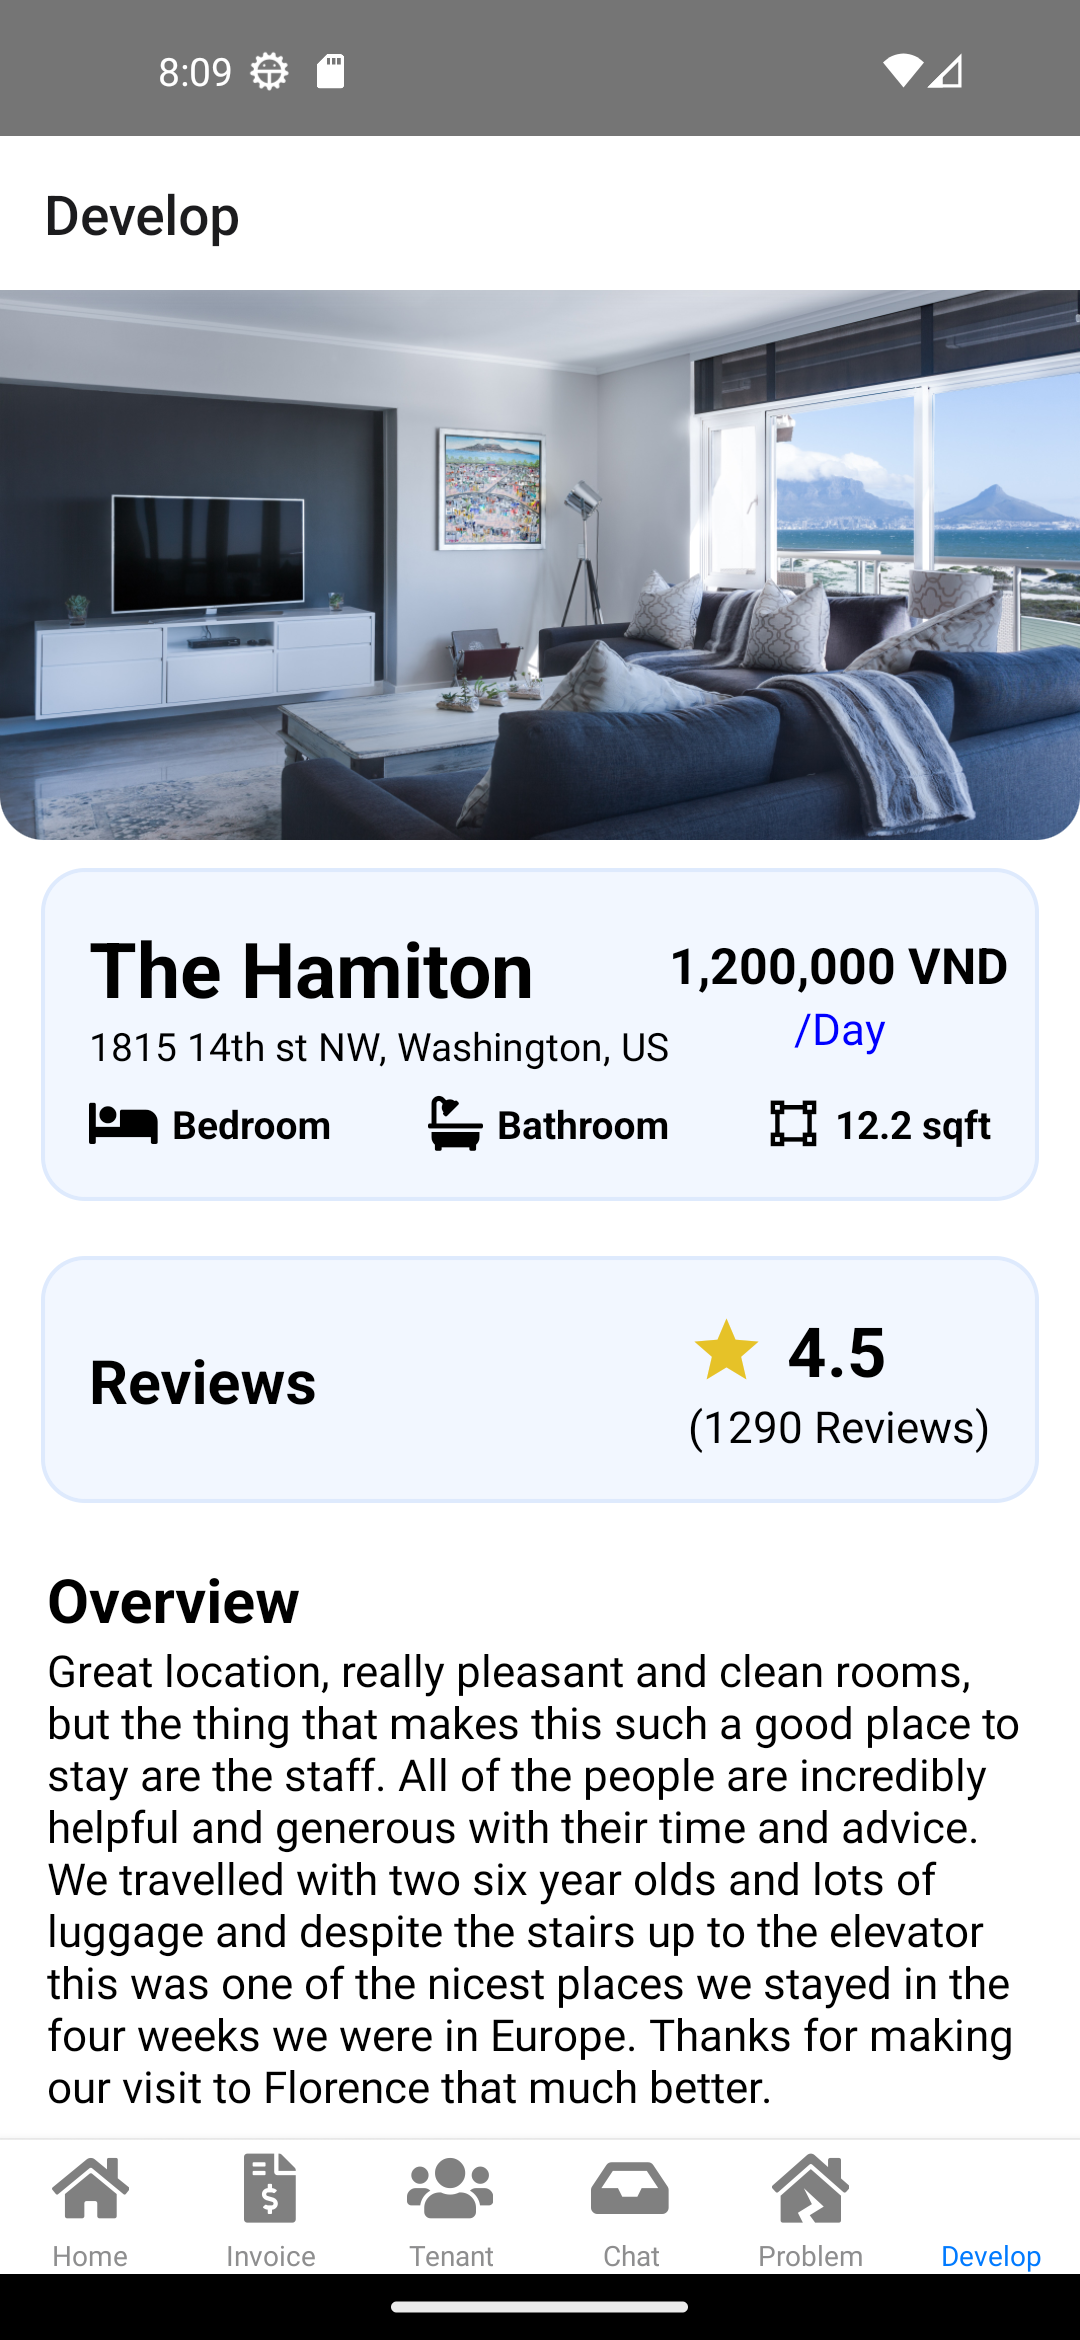 8:09
Develop
The Hamiton
1,200,000 VND
1815 14th st NW, Washington, US
/Day
Bedroom
Bathroom
12.2 sqft
Reviews
4.5
(1290 Reviews)
Overview
Great location, really pleasant and clean rooms,
but the thing that makes this such a good place to
stay are the staff. All of the people are incredibly
helpful and generous with their time and advice.
We travelled with two six year olds and lots of
luggage and despite the stairs up to the elevator
this was one of the nicest places we stayed in the
four weeks we were in Europe. Thanks for making
our visit to Florence that much better.
Home
Invoice
Tenant
Chat
Problem
Develop